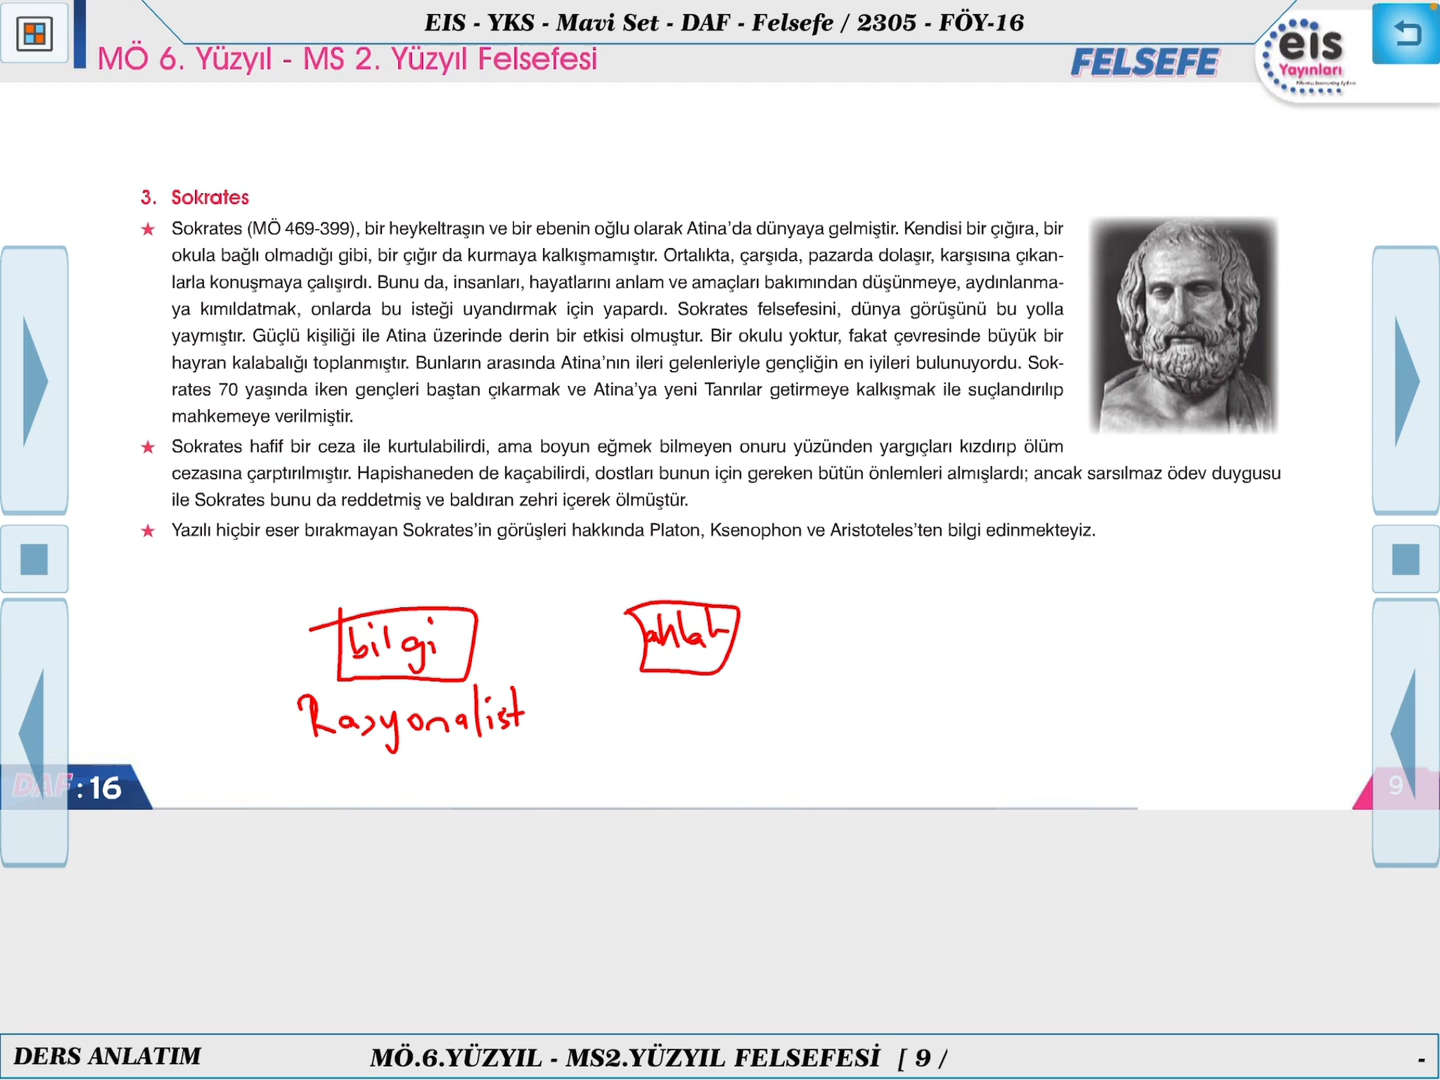 EIS - YKS - Mavi Set - DAF - Felsefe / 2305 - FÖY-16
MÖ 6. Yüzyıl - MS 2. Yüzyıl Felsefesi
FELSEFE
eis
Yayınları
3. Sokrates
★ Sokrates (MÖ 469-399), bir heykeltraşın ve bir ebenin oğlu olarak Atina'da dünyaya gelmiştir. Kendisi bir çığıra, bir
okula bağlı olmadığı gibi, bir çığır da kurmaya kalkışmamıştır. Ortalıkta, çarşıda, pazarda dolaşır, karşısına çıkan-
larla konuşmaya çalışırdı. Bunu da, insanları, hayatlarını anlam ve amaçları bakımından düşünmeye, aydınlanma-
ya kımıldatmak, onlarda bu isteği uyandırmak için yapardı. Sokrates felsefesini, dünya görüşünü bu yolla
yaymıştır. Güçlü kişiliği ile Atina üzerinde derin bir etkisi olmuştur. Bir okulu yoktur, fakat çevresinde büyük bir
hayran kalabalığı toplanmıştır. Bunların arasında Atina'nın ileri gelenleriyle gençliğin en iyileri bulunuyordu. Sok-
rates 70 yaşında iken gençleri baştan çıkarmak ve Atina'ya yeni Tanrılar getirmeye kalkışmak ile suçlandırılıp
mahkemeye verilmiştir.
★ Sokrates hafif bir ceza ile kurtulabilirdi, ama boyun eğmek bilmeyen onuru yüzünden yargıçları kızdırıp ölüm
cezasına çarptırılmıştır. Hapishaneden de kaçabilirdi, dostları bunun için gereken bütün önlemleri almışlardı; ancak sarsılmaz ödev duygusu
ile Sokrates bunu da reddetmiş ve baldıran zehri içerek ölmüştür.
★ Yazılı hiçbir eser bırakmayan Sokrates'in görüşleri hakkında Platon, Ksenophon ve Aristoteles'ten bilgi edinmekteyiz.
bilgi
ahlak
Rasyonalist
DAF : 16
9
DERS ANLATIM
MÖ.6.YÜZYIL - MS2.YÜZYIL FELSEFESİ [ 9 /
-